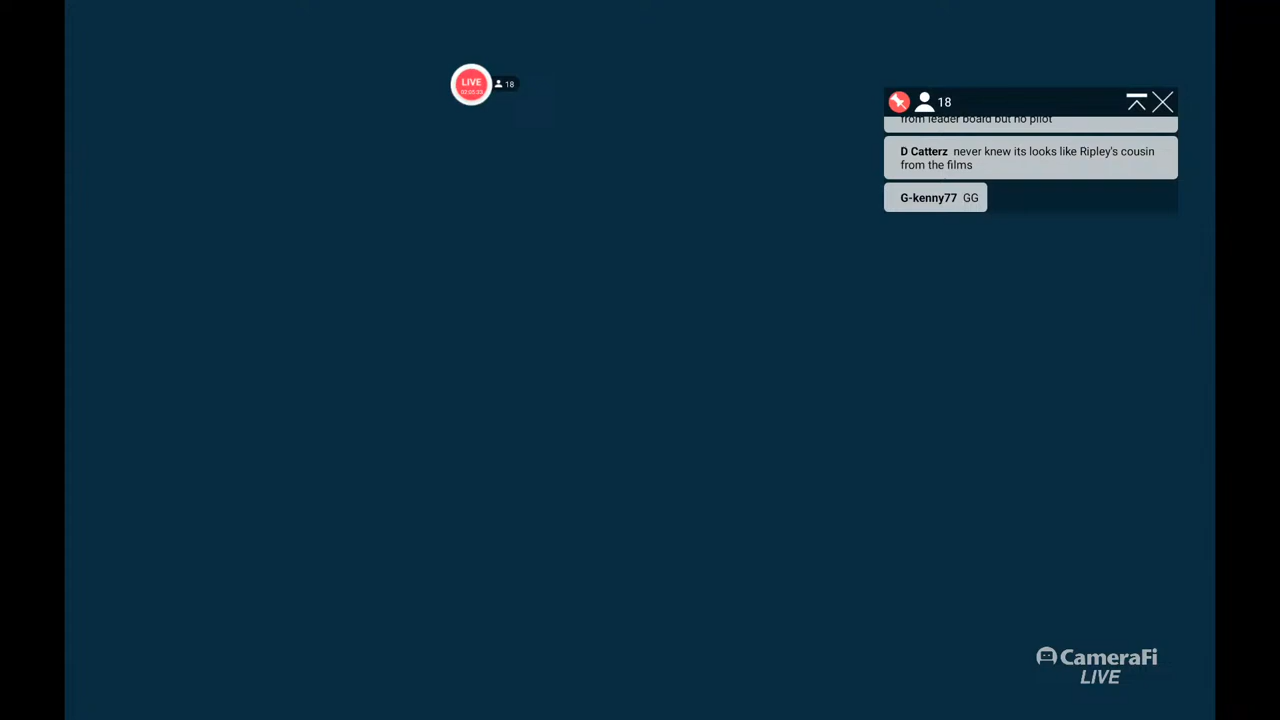 LIVE
18
18
from leader board but no pilot
D Catterz never knew its looks like Ripley's cousin
from the films
G-kenny77 GG
CameraFi
LIVE